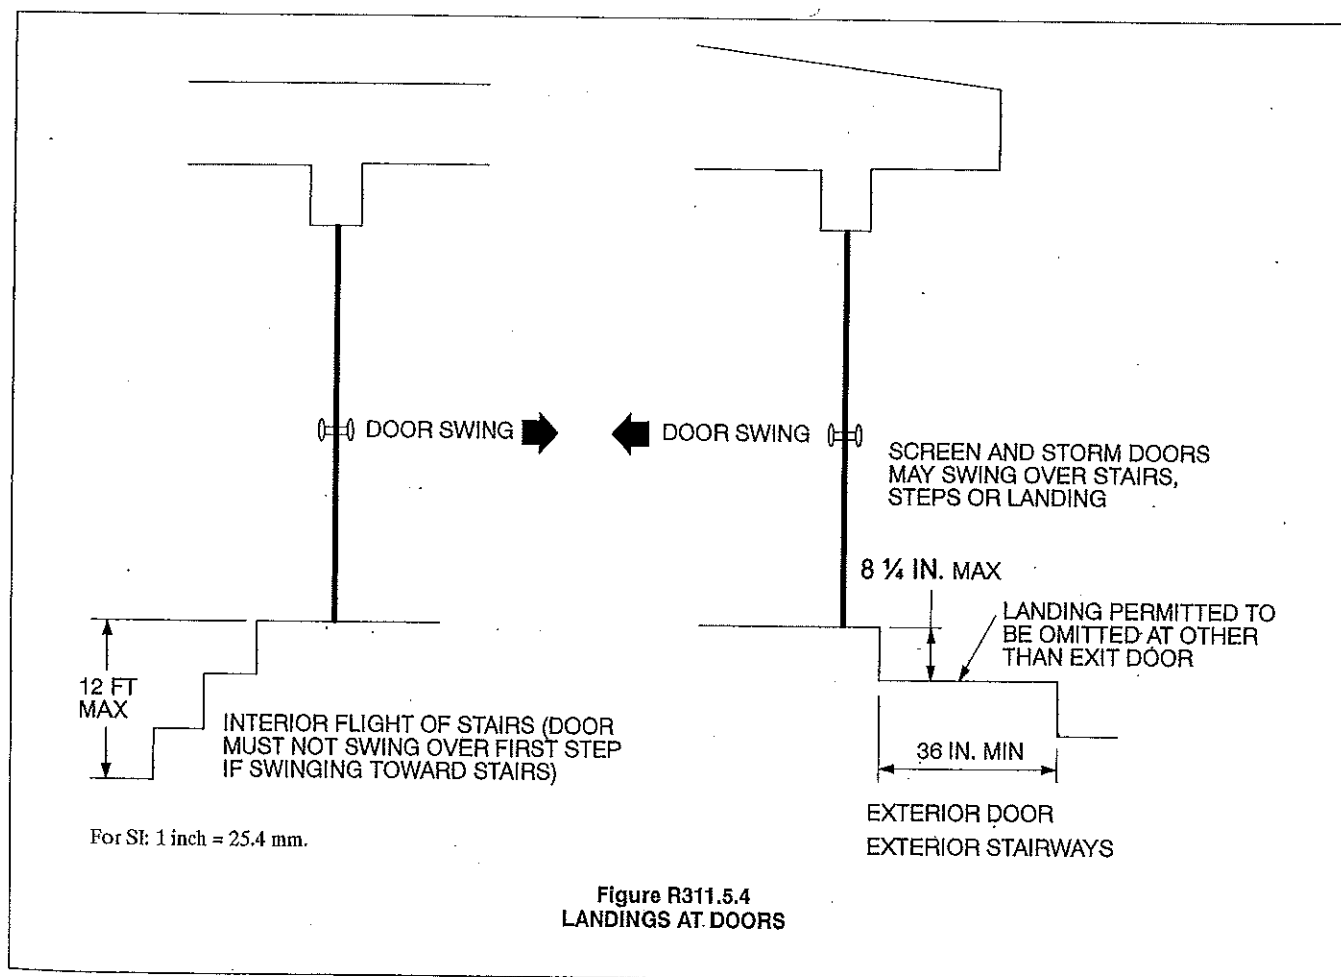 DOOR SWING
DOOR SWING
SCREEN AND STORM DOORS
MAY SWING OVER STAIRS,
STEPS OR LANDING
8 ¼ IN. MAX
LANDING PERMITTED TO
BE OMITTED AT OTHER
THAN EXIT DOOR
12 FT
MAX
INTERIOR FLIGHT OF STAIRS (DOOR
MUST NOT SWING OVER FIRST STEP
IF SWINGING TOWARD STAIRS)
36 IN. MIN
EXTERIOR DOOR
EXTERIOR STAIRWAYS
For SI: 1 inch = 25.4 mm.
Figure R311.5.4
LANDINGS AT DOORS